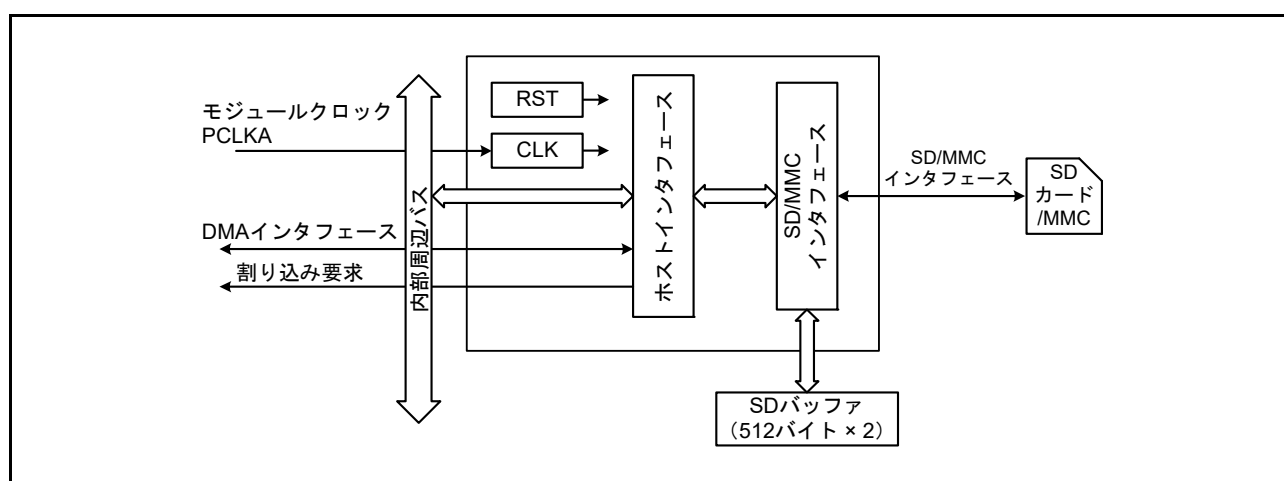 モジュールクロック
PCLKA
RST
CLK
DMAインタフェース
割り込み要求
内部周辺バス
ホストインタフェース
SD/MMC
インタフェース
SD/MMC
インタフェース
SD
カード
/MMC
SDバッファ
（512バイト × 2）